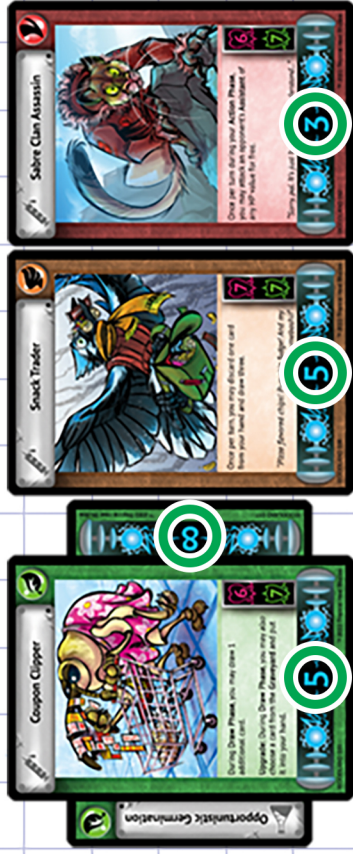 Sabre Clan Assassin
6
7
Once per turn during your Action Phase,
you may attack an opponent's Assistant of
any HP value for free.
3
Snack Trader
7
7
Once per turn, you may discard one card
from your hand and draw three.
5
8
Coupon Clipper
6
7
During Draw Phase, you may draw 1
additional card.
Upgrade: During Draw Phase, you may also
choose a card from the Graveyard and put
it into your hand.
5
Opportunistic Germination